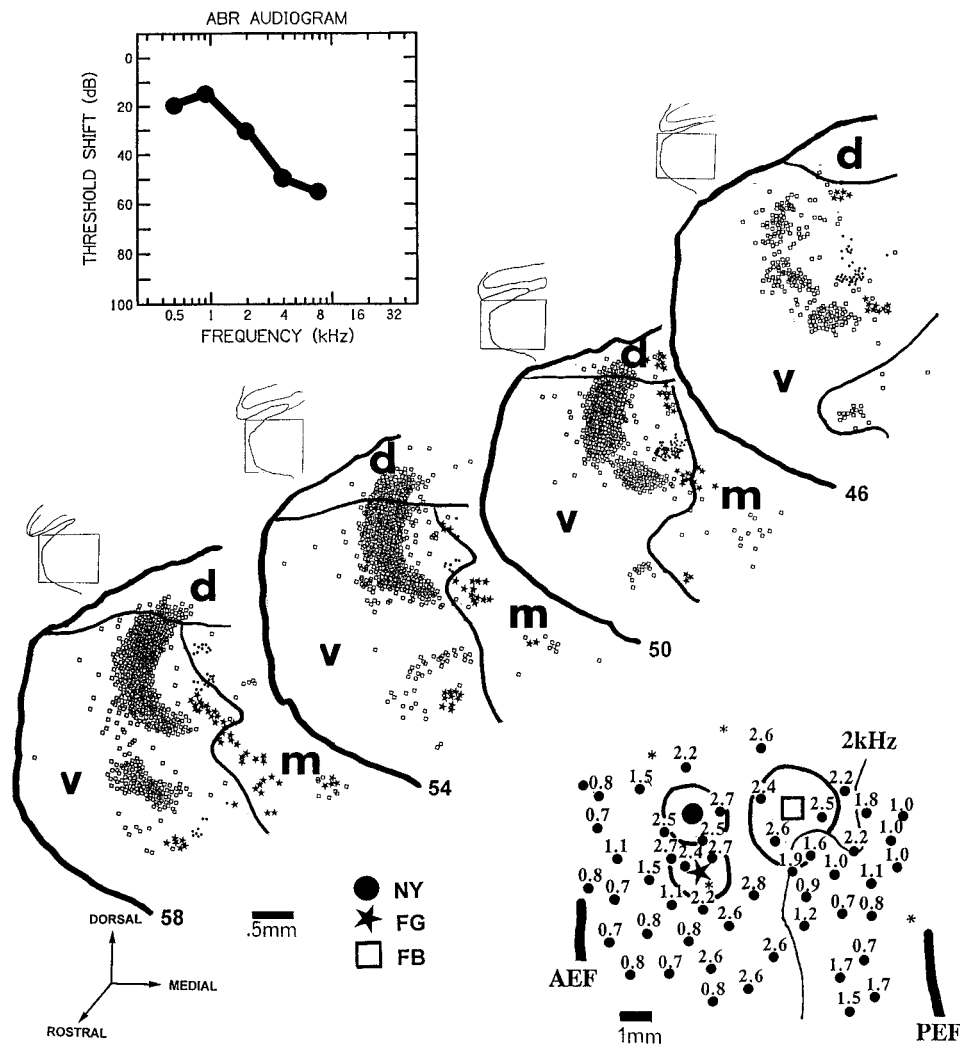 ABR AUDIOGRAM
THRESHOLD SHIFT (dB)
0
20
40
60
80
100
0.5 1 2 4 8 16 32
FREQUENCY (kHz)
d
v
46
d
v
m
50
d
v
m
54
d
v
m
58
DORSAL
MEDIAL
ROSTRAL
.5mm
NY
FG
FB
2kHz
2.6
2.2
0.8 1.5 2.7 2.4 2.5 2.2 1.8 1.0
0.7 2.5 2.5 2.6 1.0
1.1 2.7 2.4 2.7 1.9 1.6 2.2 1.0
0.8 0.7 1.5 1.1 2.2 2.8 0.9 1.0 1.1
0.7 0.8 0.8 2.6 1.2 0.7 0.8
0.8 0.7 2.6 2.6 1.7 0.7
0.8 2.6 1.5 1.7
AEF
PEF
1mm